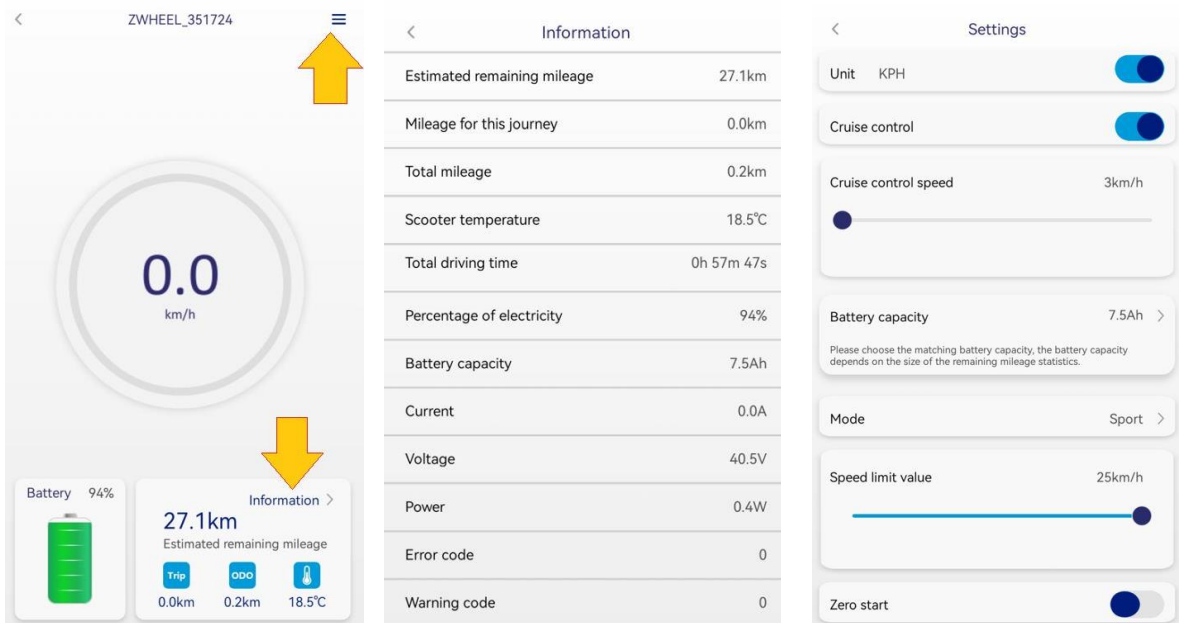 ZWHEEL_351724
0.0
km/h
Battery 94%
Information
27.1km
Estimated remaining mileage
Trip ODO
0.0km 0.2km 18.5°C
Information
Estimated remaining mileage 27.1km
Mileage for this journey 0.0km
Total mileage 0.2km
Scooter temperature 18.5°C
Total driving time 0h 57m 47s
Percentage of electricity 94%
Battery capacity 7.5Ah
Current 0.0A
Voltage 40.5V
Power 0.4W
Error code 0
Warning code 0
Settings
Unit KPH
Cruise control
Cruise control speed 3km/h
Battery capacity 7.5Ah
Please choose the matching battery capacity, the battery capacity
depends on the size of the remaining mileage statistics.
Mode Sport
Speed limit value 25km/h
Zero start